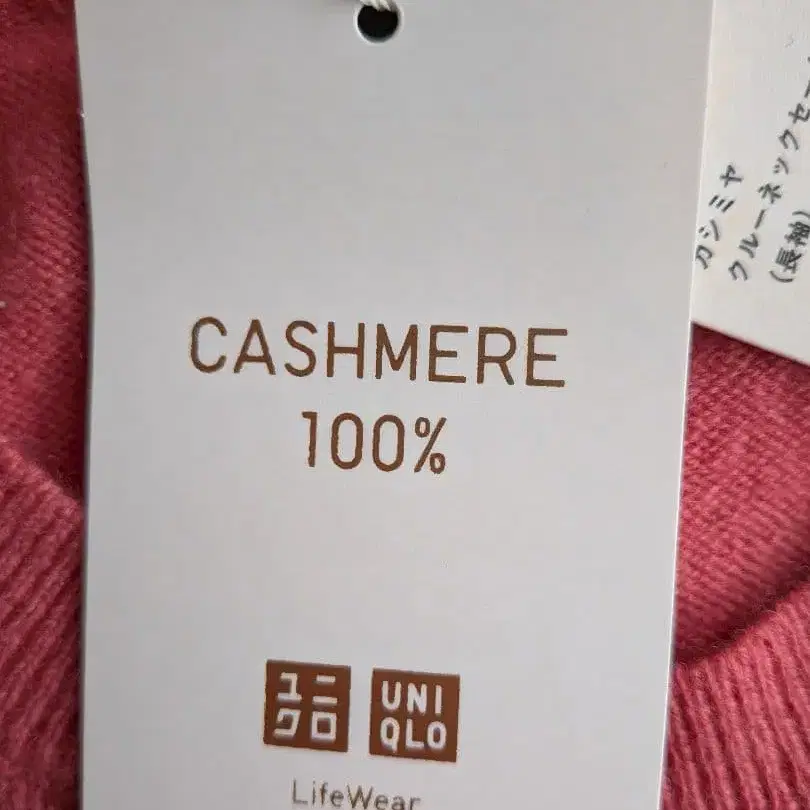 CASHMERE
100%
ユニ
クロ
UNI
QLO
LifeWear
カシミヤ
クルーネックセー
(長袖)